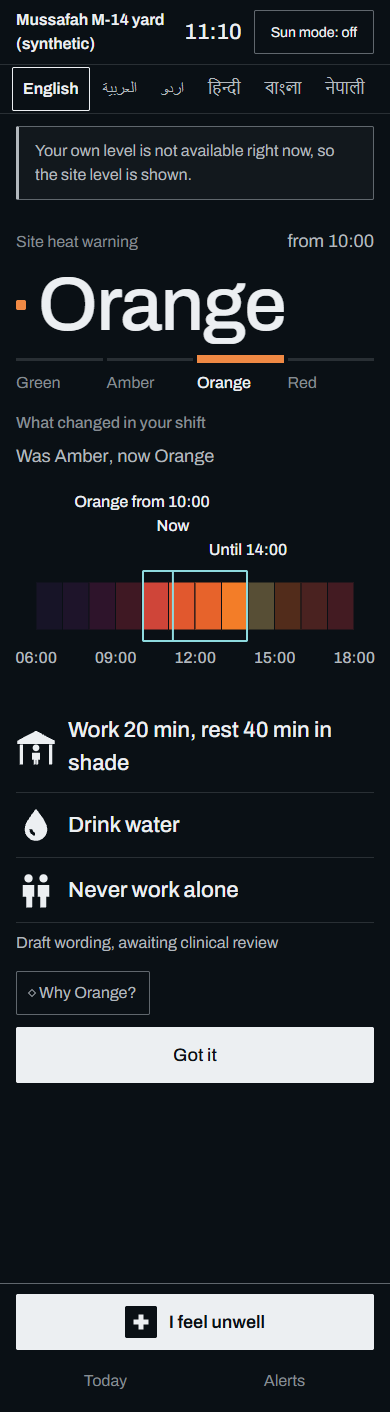 Mussafah M-14 yard
(synthetic)
11:10
Sun mode: off
English
العربية
اردو
हिन्दी
বাংলা
नेपाली
Your own level is not available right now, so
the site level is shown.
Site heat warning
from 10:00
Orange
Green
Amber
Orange
Red
What changed in your shift
Was Amber, now Orange
Orange from 10:00
Now
Until 14:00
06:00
09:00
12:00
15:00
18:00
Work 20 min, rest 40 min in
shade
Drink water
Never work alone
Draft wording, awaiting clinical review
Why Orange?
Got it
I feel unwell
Today
Alerts